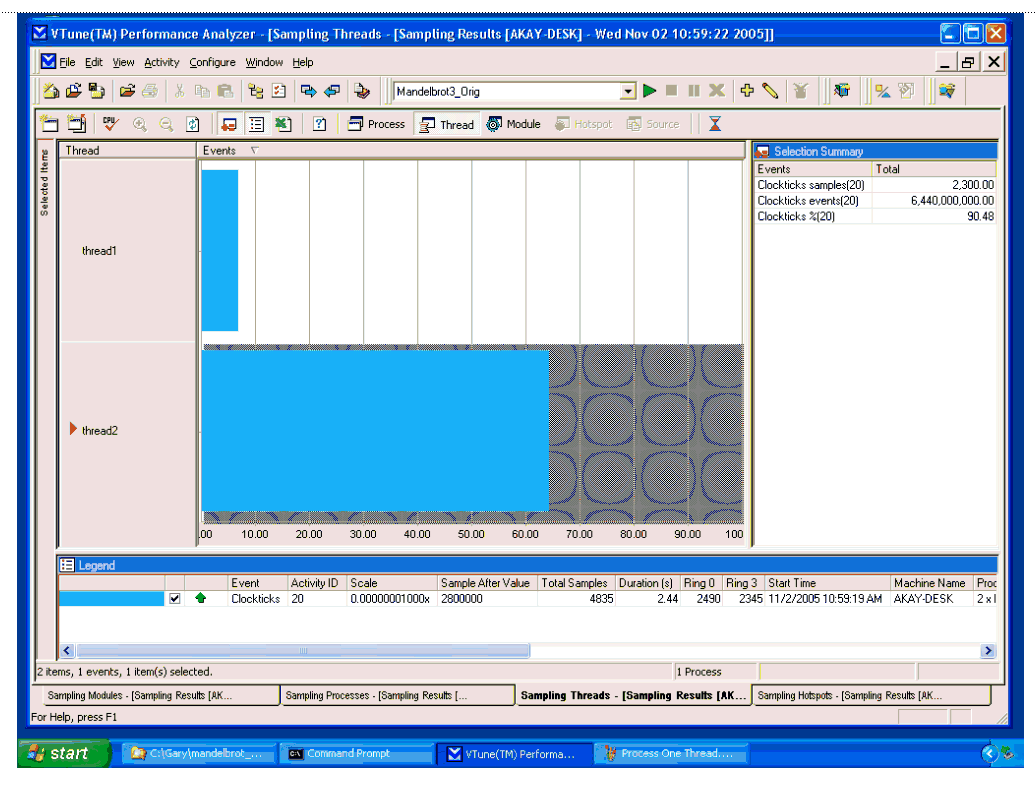 VTune(TM) Performance Analyzer - [Sampling Threads - [Sampling Results [AKAY-DESK] - Wed Nov 02 10:59:22 2005]]
File Edit View Activity Configure Window Help
Mandelbrot3_Orig
Process Thread Module Hotspot Source
Selected Items
Thread Events
thread1
thread2
.00 10.00 20.00 30.00 40.00 50.00 60.00 70.00 80.00 90.00 100
Selection Summary
Events Total
Clockticks samples(20) 2,300.00
Clockticks events(20) 6,440,000,000.00
Clockticks %(20) 90.48
Legend
Event Activity ID Scale Sample After Value Total Samples Duration (s) Ring 0 Ring 3 Start Time Machine Name Proc
Clockticks 20 0.00000001000x 2800000 4835 2.44 2490 2345 11/2/2005 10:59:19 AM AKAY-DESK 2 x I
2 items, 1 events, 1 item(s) selected. 1 Process
Sampling Modules - [Sampling Results [AK... Sampling Processes - [Sampling Results [... Sampling Threads - [Sampling Results [AK... Sampling Hotspots - [Sampling Results [AK...
For Help, press F1
start C:\Gary\mandelbrot_... Command Prompt VTune(TM) Performa... Process One Thread....